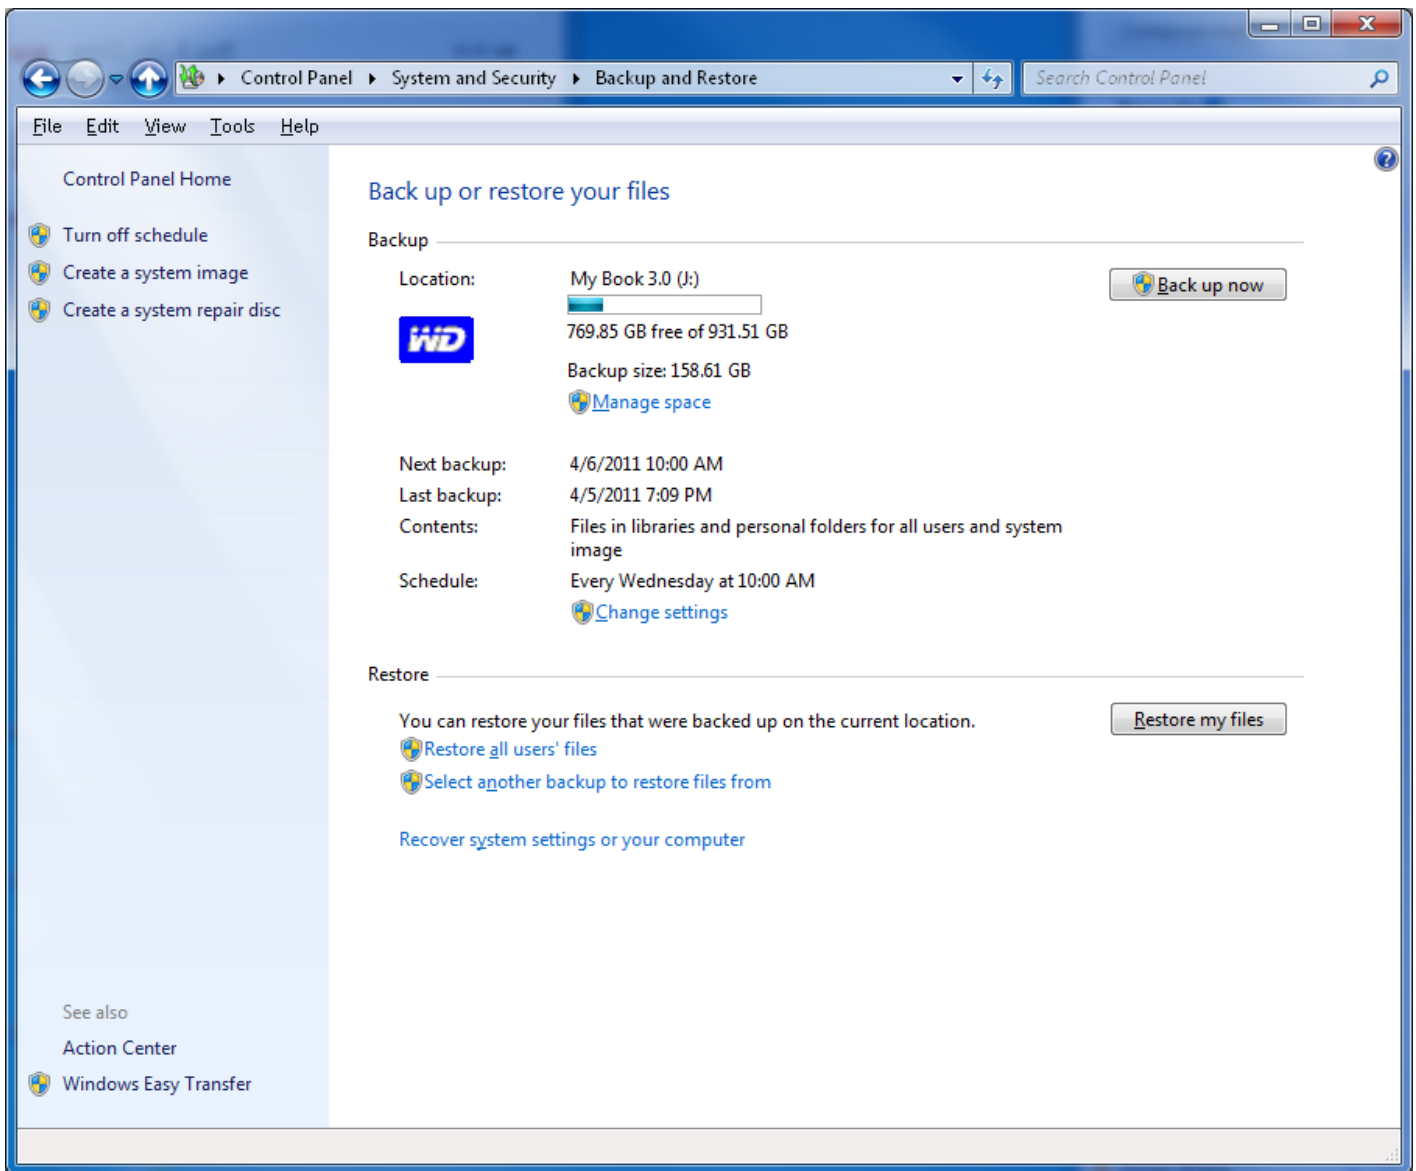 Control Panel System and Security Backup and Restore
Search Control Panel
File Edit View Tools Help
Control Panel Home
Turn off schedule
Create a system image
Create a system repair disc
Back up or restore your files
Backup
Location: My Book 3.0 (J:)
Back up now
WD
769.85 GB free of 931.51 GB
Backup size: 158.61 GB
Manage space
Next backup: 4/6/2011 10:00 AM
Last backup: 4/5/2011 7:09 PM
Contents: Files in libraries and personal folders for all users and system
image
Schedule: Every Wednesday at 10:00 AM
Change settings
Restore
You can restore your files that were backed up on the current location.
Restore my files
Restore all users' files
Select another backup to restore files from
Recover system settings or your computer
See also
Action Center
Windows Easy Transfer